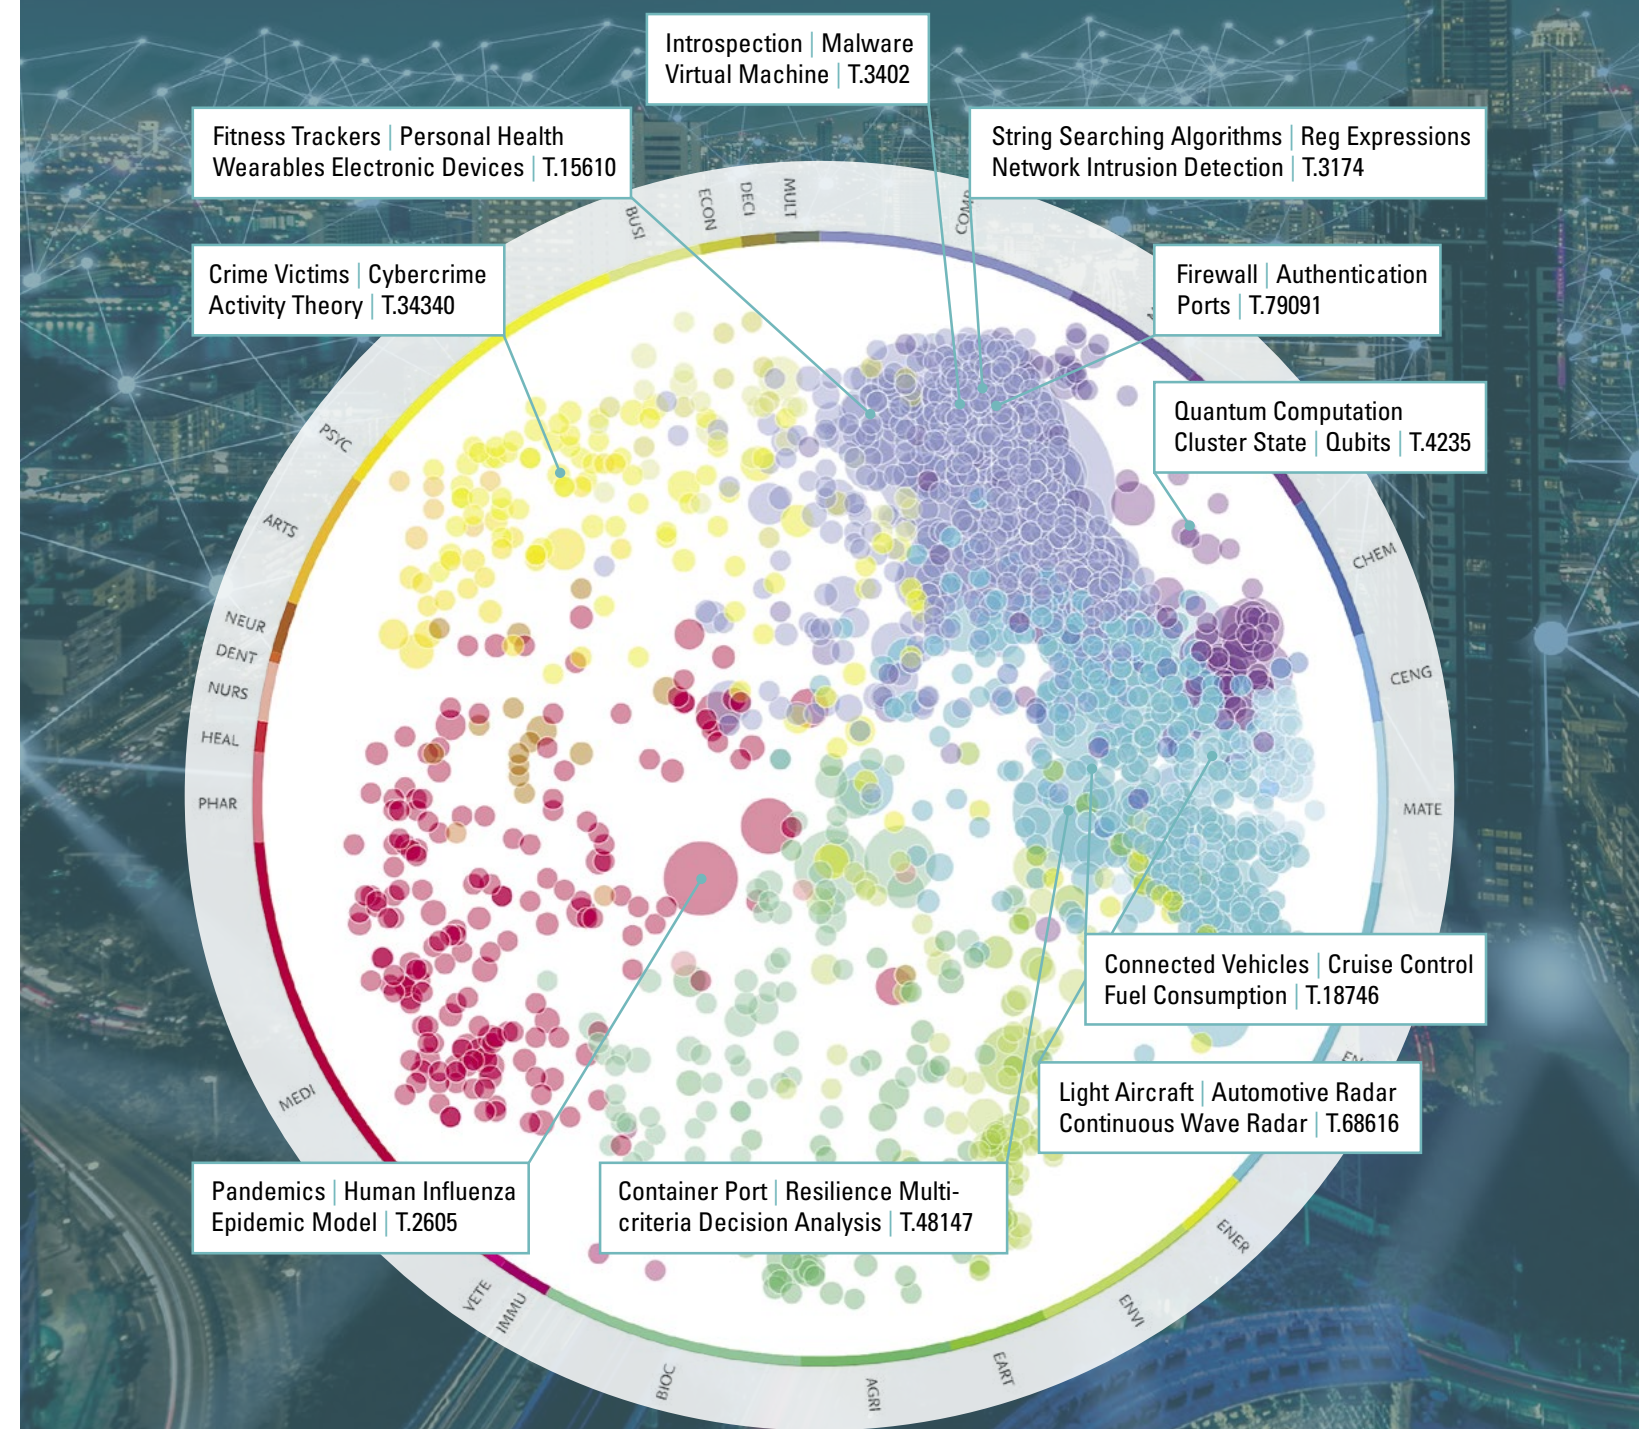 Introspection | Malware
Virtual Machine | T.3402
Fitness Trackers | Personal Health
Wearables Electronic Devices | T.15610
String Searching Algorithms | Reg Expressions
Network Intrusion Detection | T.3174
Crime Victims | Cybercrime
Activity Theory | T.34340
Firewall | Authentication
Ports | T.79091
Quantum Computation
Cluster State | Qubits | T.4235
BUSI
ECON
DECI
MULT
COMP
PSYC
ARTS
NEUR
DENT
NURS
HEAL
PHAR
MEDI
CHEM
CENG
MATE
Connected Vehicles | Cruise Control
Fuel Consumption | T.18746
Light Aircraft | Automotive Radar
Continuous Wave Radar | T.68616
Pandemics | Human Influenza
Epidemic Model | T.2605
Container Port | Resilience Multi-
criteria Decision Analysis | T.48147
VETE
IMMU
BIOC
AGRI
EART
ENVI
ENER